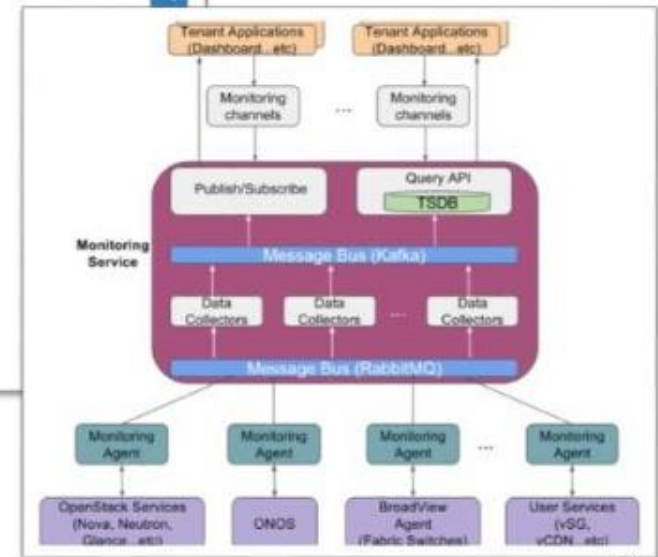 Tenant Applications
(Dashboard...etc)
Tenant Applications
(Dashboard...etc)
Monitoring
channels
...
Monitoring
channels
Publish/Subscribe
Query API
TSDB
Monitoring
Service
Message Bus (Kafka)
Data
Collectors
Data
Collectors
...
Data
Collectors
Message Bus (RabbitMQ)
Monitoring
Agent
Monitoring
Agent
Monitoring
Agent
...
Monitoring
Agent
OpenStack Services
(Nova, Neutron,
Glance...etc)
ONOS
BroadView
Agent
(Fabric Switches)
User Services
(vSG,
vCDN...etc)